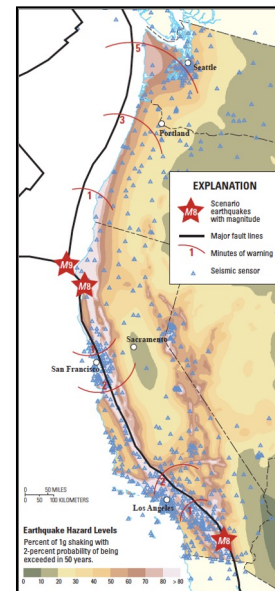 5
Seattle
3
Portland
EXPLANATION
M8
Scenario
earthquakes
with magnitude
Major fault lines
1
Minutes of warning
Seismic sensor
1
M9
M8
Sacramento
San Francisco
2
0 50 MILES
0 50 100 KILOMETERS
2
Los Angeles
1
M8
Earthquake Hazard Levels
Percent of 1g shaking with
2-percent probability of being
exceeded in 50 years.
0 10 20 30 40 50 60 70 80 > 80